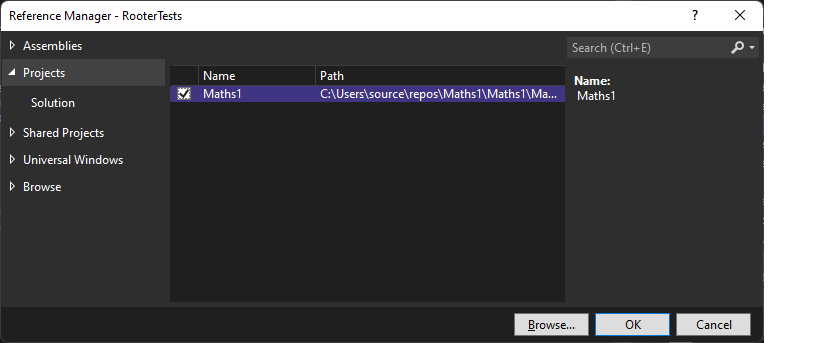 Reference Manager - RooterTests
?
Assemblies
Search (Ctrl+E)
Projects
Name
Path
Name:
Maths1
C:\Users\source\repos\Maths1\Maths1\Ma...
Maths1
Solution
Shared Projects
Universal Windows
Browse
Browse...
OK
Cancel